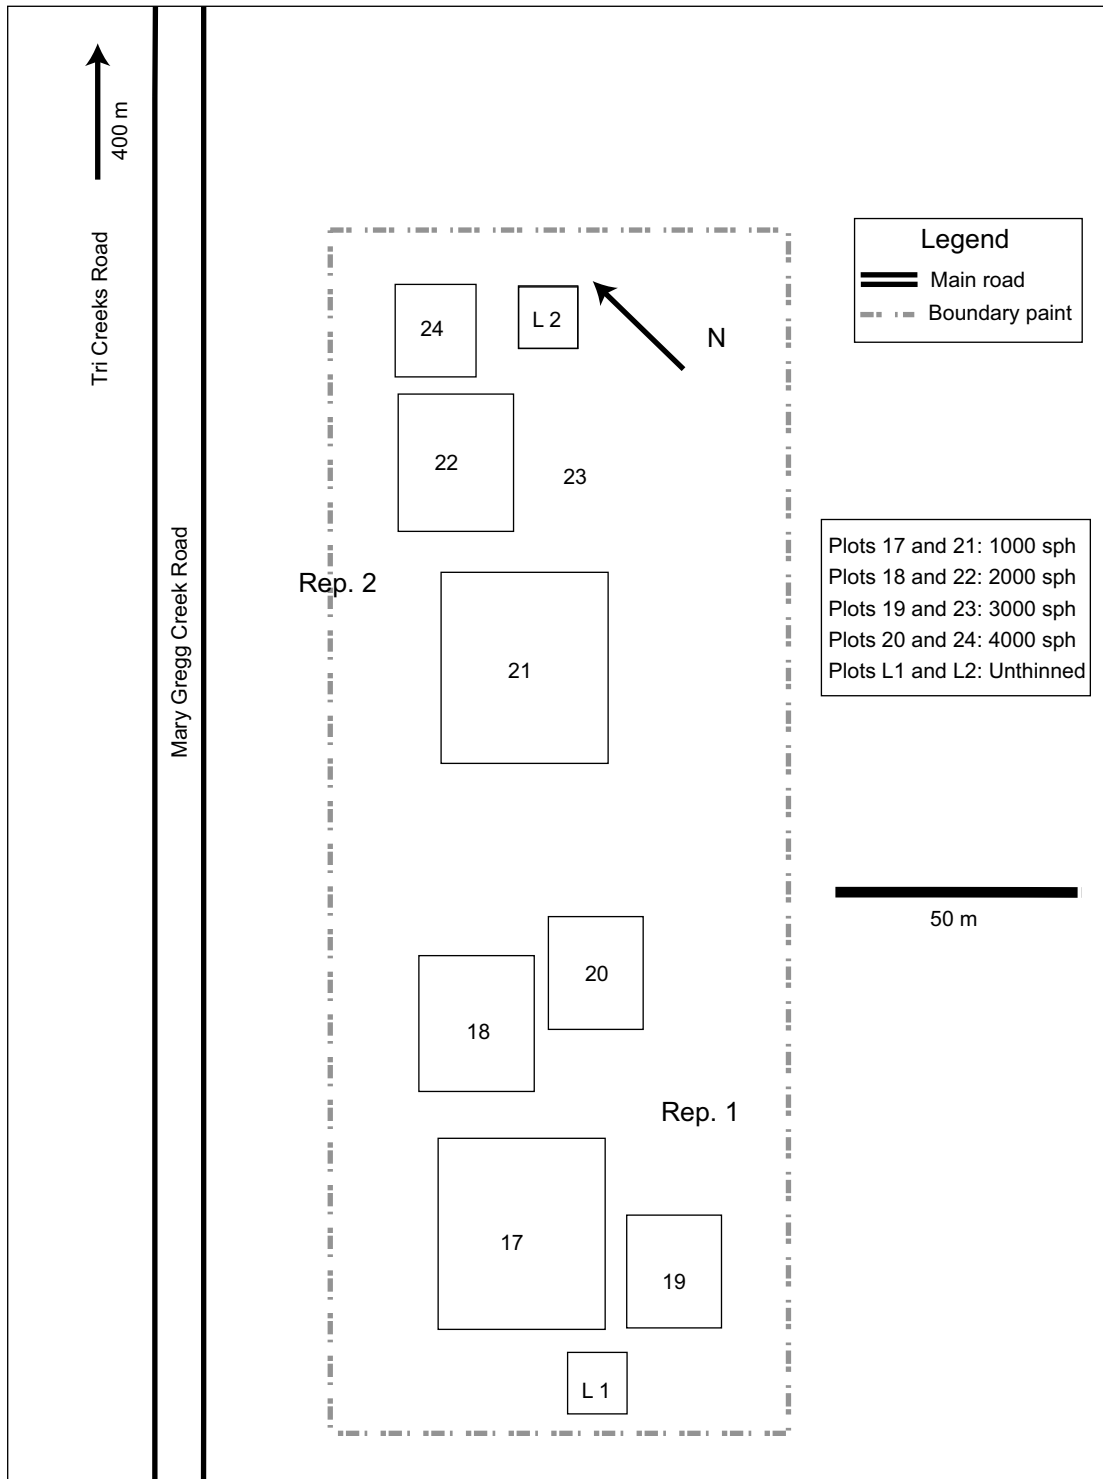 400 m
Tri Creeks Road
Mary Gregg Creek Road
Legend
Main road
Boundary paint
24
L 2
N
22
23
Rep. 2
21
Plots 17 and 21: 1000 sph
Plots 18 and 22: 2000 sph
Plots 19 and 23: 3000 sph
Plots 20 and 24: 4000 sph
Plots L1 and L2: Unthinned
50 m
20
18
Rep. 1
17
19
L 1